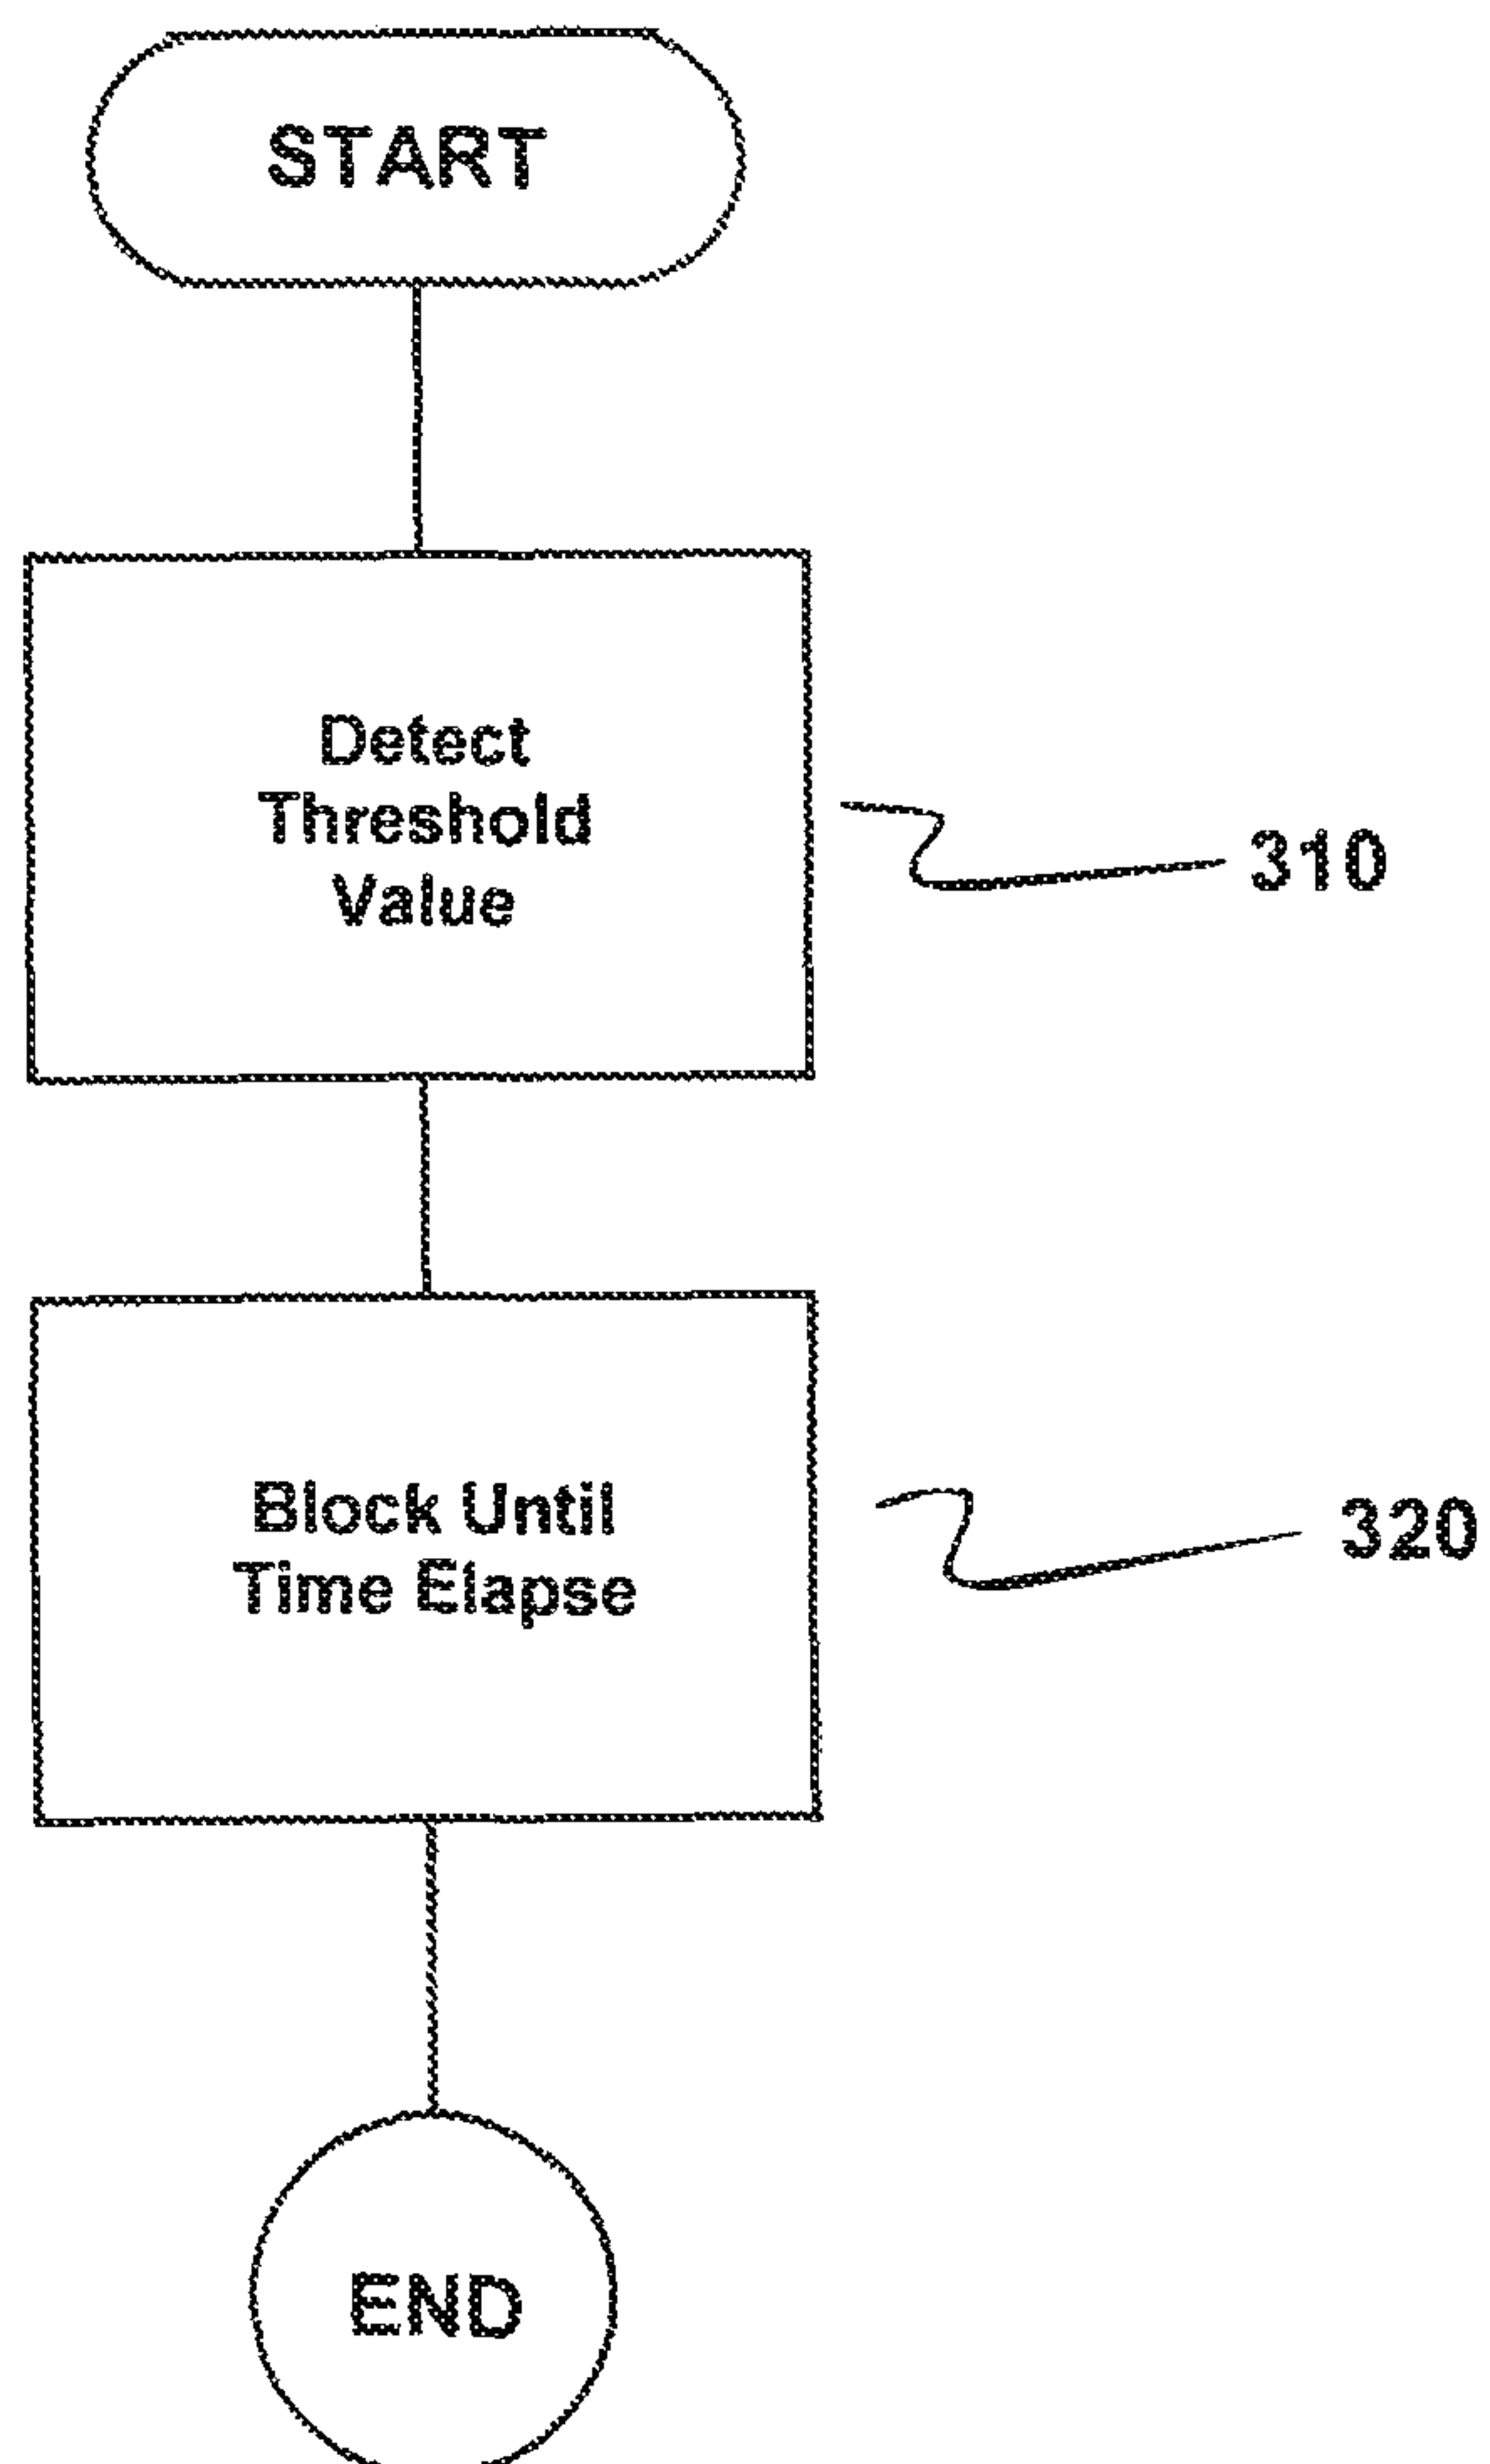 START
Detect
Threshold
Value
310
Block Until
Time Elapse
320
END